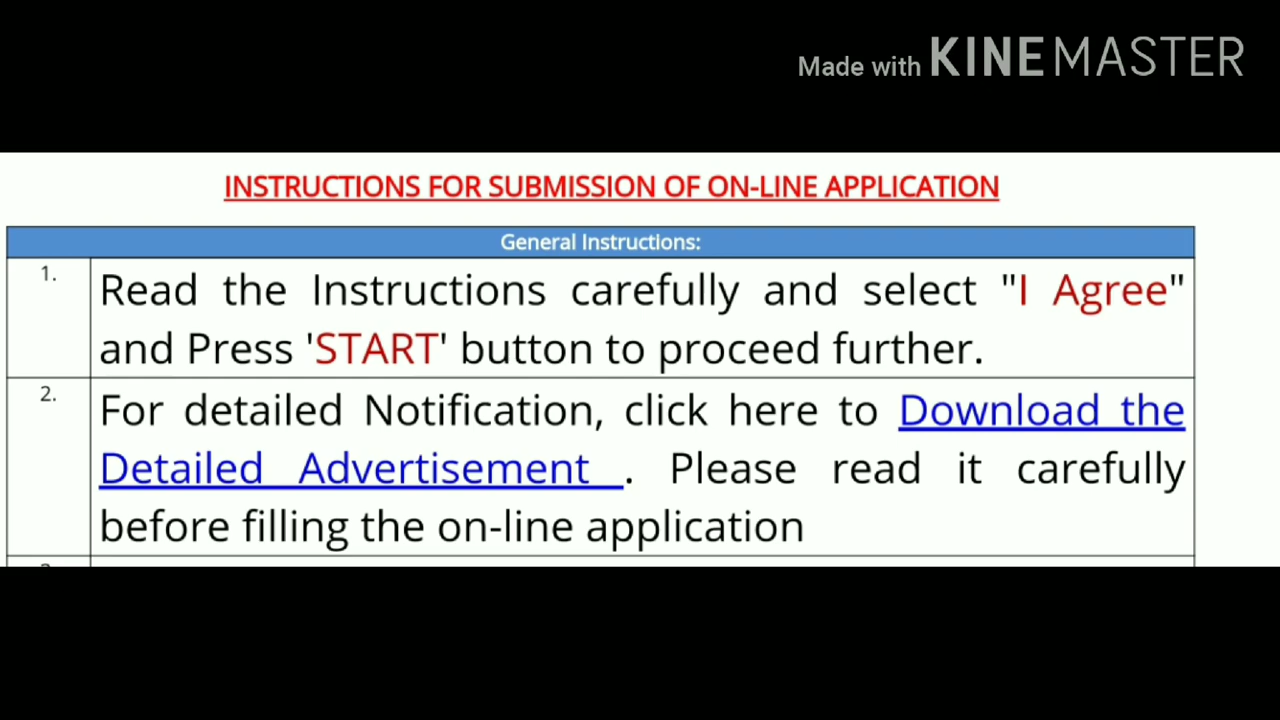 Made with KINEMASTER
INSTRUCTIONS FOR SUBMISSION OF ON-LINE APPLICATION
General Instructions:
1.
Read the Instructions carefully and select "I Agree"
and Press 'START' button to proceed further.
2.
For detailed Notification, click here to Download the
Detailed Advertisement . Please read it carefully
before filling the on-line application